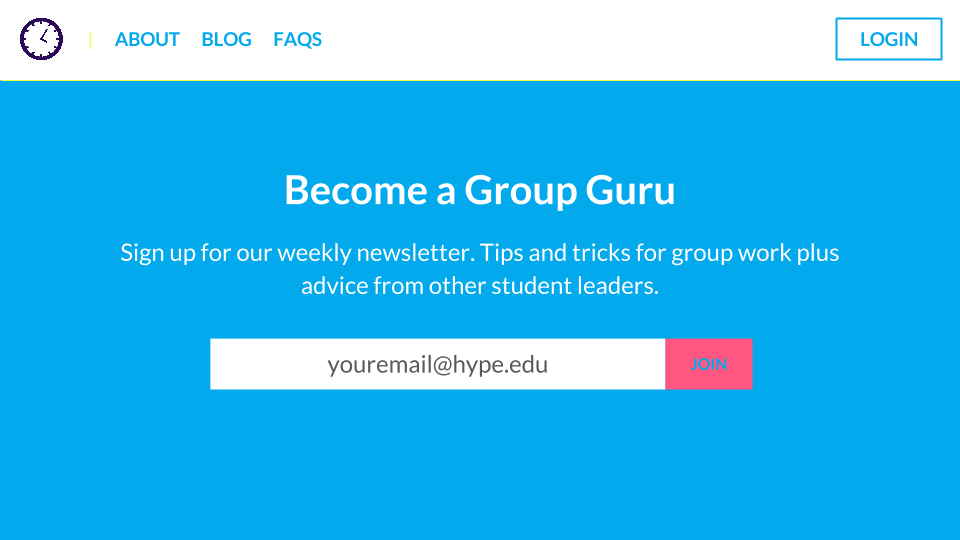 ABOUT BLOG FAQS LOGIN
Become a Group Guru
Sign up for our weekly newsletter. Tips and tricks for group work plus
advice from other student leaders.
youremail@hype.edu JOIN